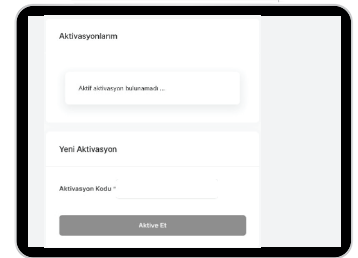 Aktivasyonlarım
Aktif aktivasyon bulunamadı ...
Yeni Aktivasyon
Aktivasyon Kodu *
Aktive Et